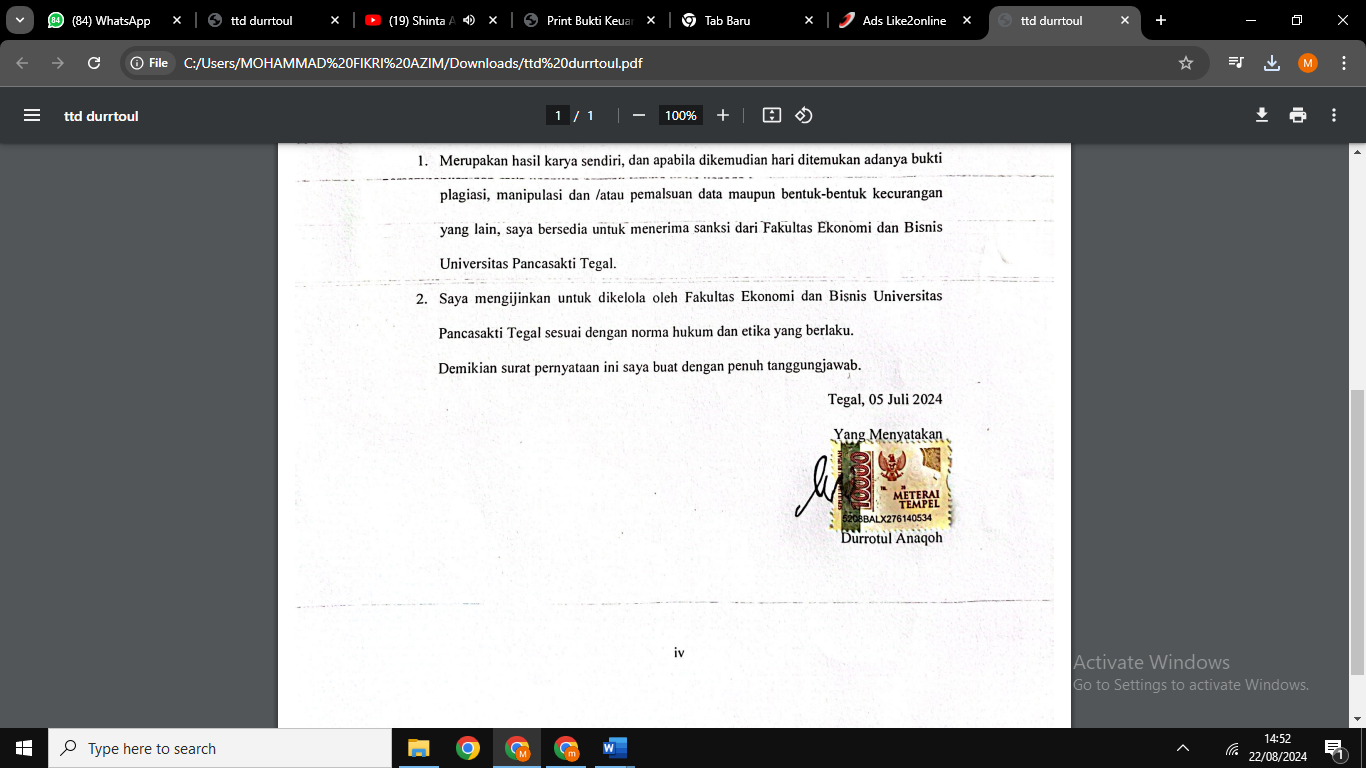 (84) WhatsApp
ttd durrtoul
(19) Shinta A
Print Bukti Keuan
Tab Baru
Ads Like2online
ttd durrtoul
File
C:/Users/MOHAMMAD%20FIKRI%20AZIM/Downloads/ttd%20durrtoul.pdf
M
ttd durrtoul
1 / 1
100%
1. Merupakan hasil karya sendiri, dan apabila dikemudian hari ditemukan adanya bukti
plagiasi, manipulasi dan /atau pemalsuan data maupun bentuk-bentuk kecurangan
yang lain, saya bersedia untuk menerima sanksi dari Fakultas Ekonomi dan Bisnis
Universitas Pancasakti Tegal.
2. Saya mengijinkan untuk dikelola oleh Fakultas Ekonomi dan Bisnis Universitas
Pancasakti Tegal sesuai dengan norma hukum dan etika yang berlaku.
Demikian surat pernyataan ini saya buat dengan penuh tanggungjawab.
Tegal, 05 Juli 2024
Yang Menyatakan
10000
METERAI
TEMPEL
5208BALX276140534
Durrotul Anaqoh
iv
Activate Windows
Go to Settings to activate Windows.
Type here to search
14:52
22/08/2024
1